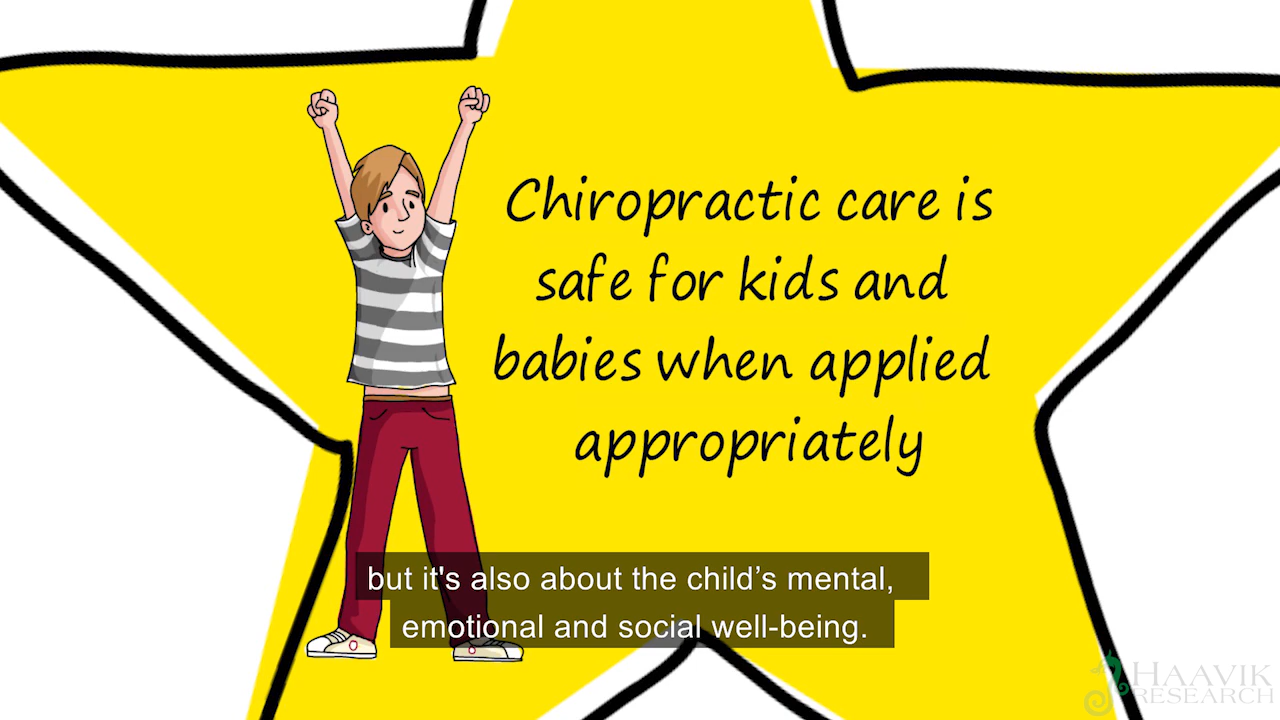 Chiropractic care is
safe for kids and
babies when applied
appropriately
but it's also about the child’s mental,
emotional and social well-being.
HAAVIK
RESEARCH